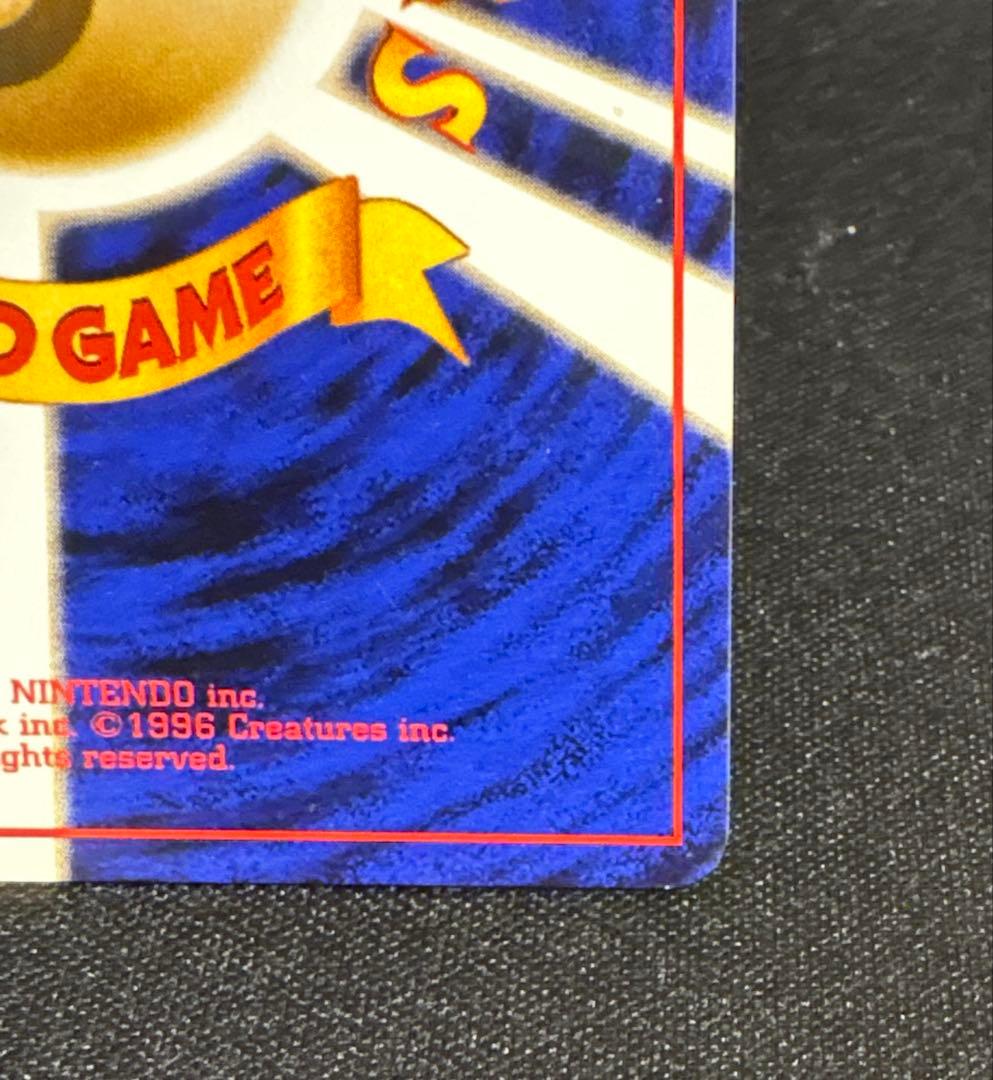 S
D GAME
NINTENDO inc.
k inc. ©1996 Creatures inc.
ghts reserved.